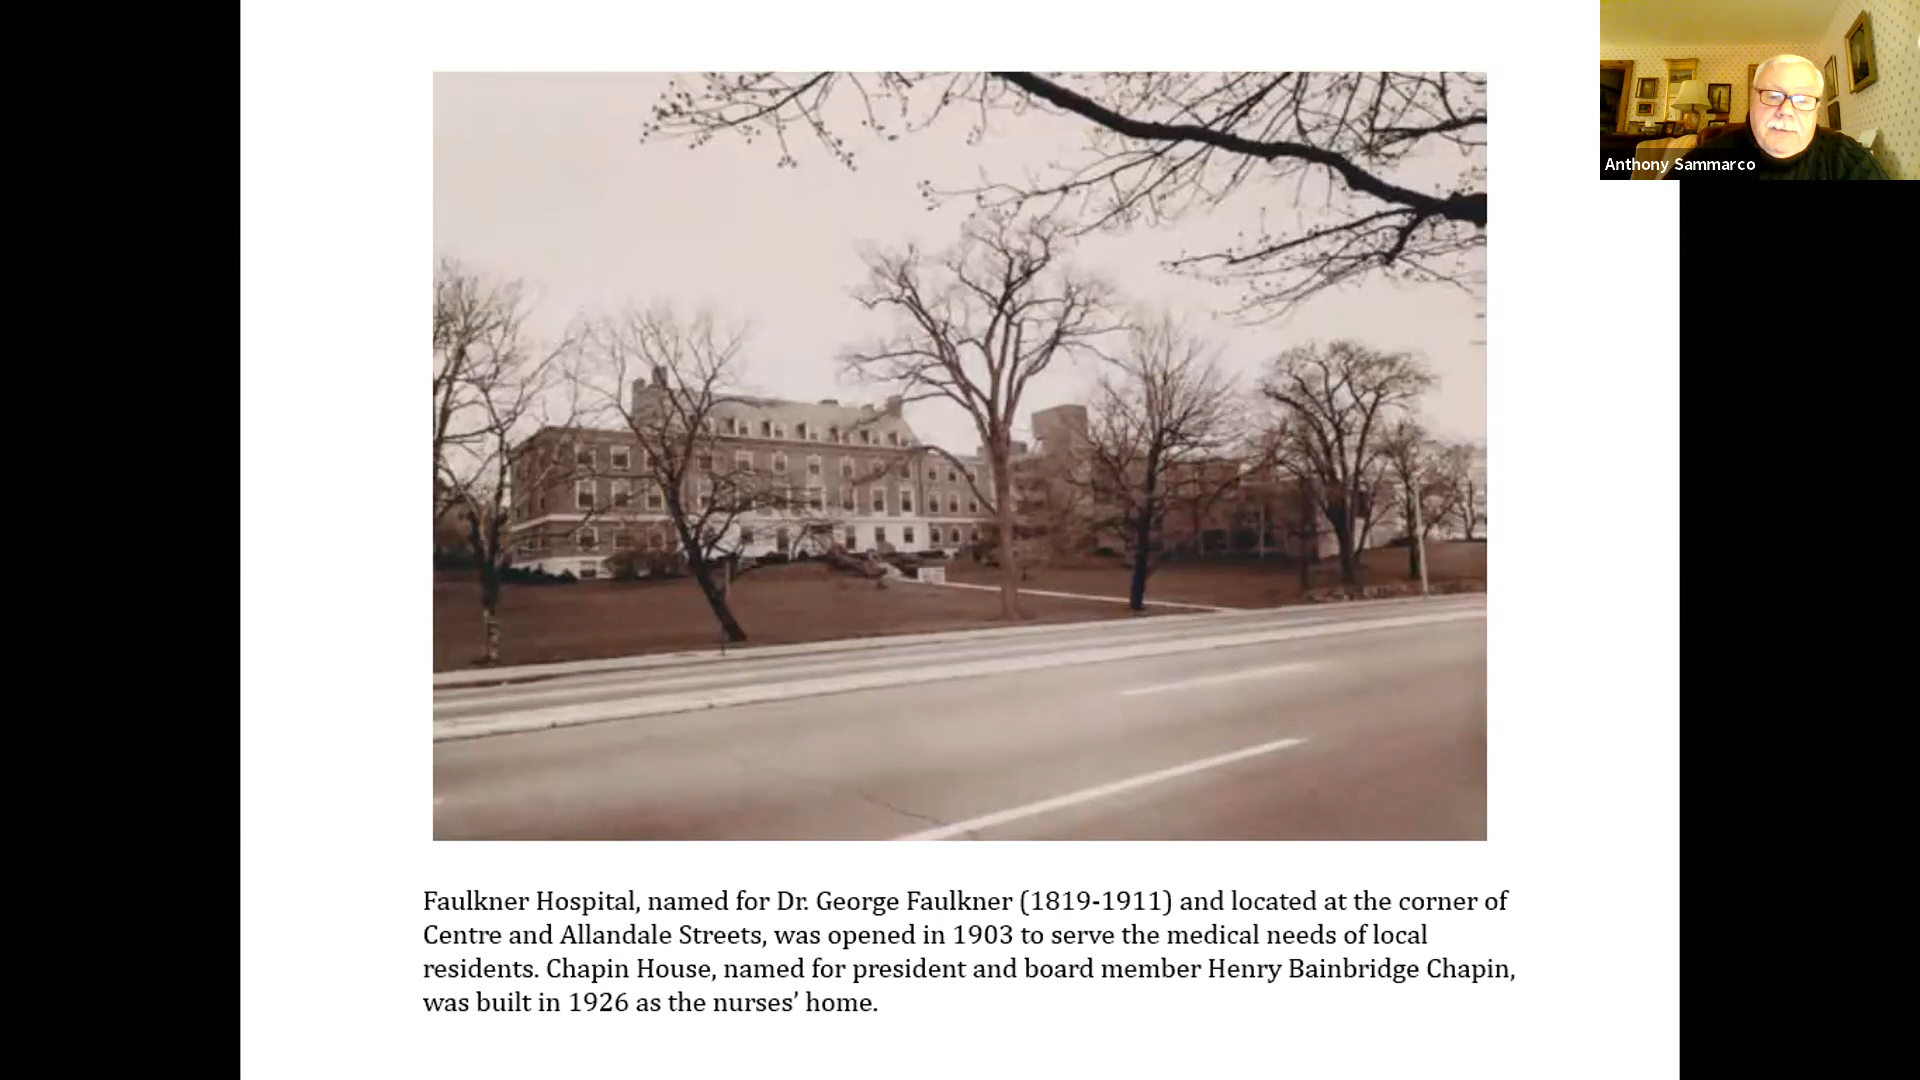 Anthony Sammarco
Faulkner Hospital, named for Dr. George Faulkner (1819-1911) and located at the corner of
Centre and Allandale Streets, was opened in 1903 to serve the medical needs of local
residents. Chapin House, named for president and board member Henry Bainbridge Chapin,
was built in 1926 as the nurses’ home.